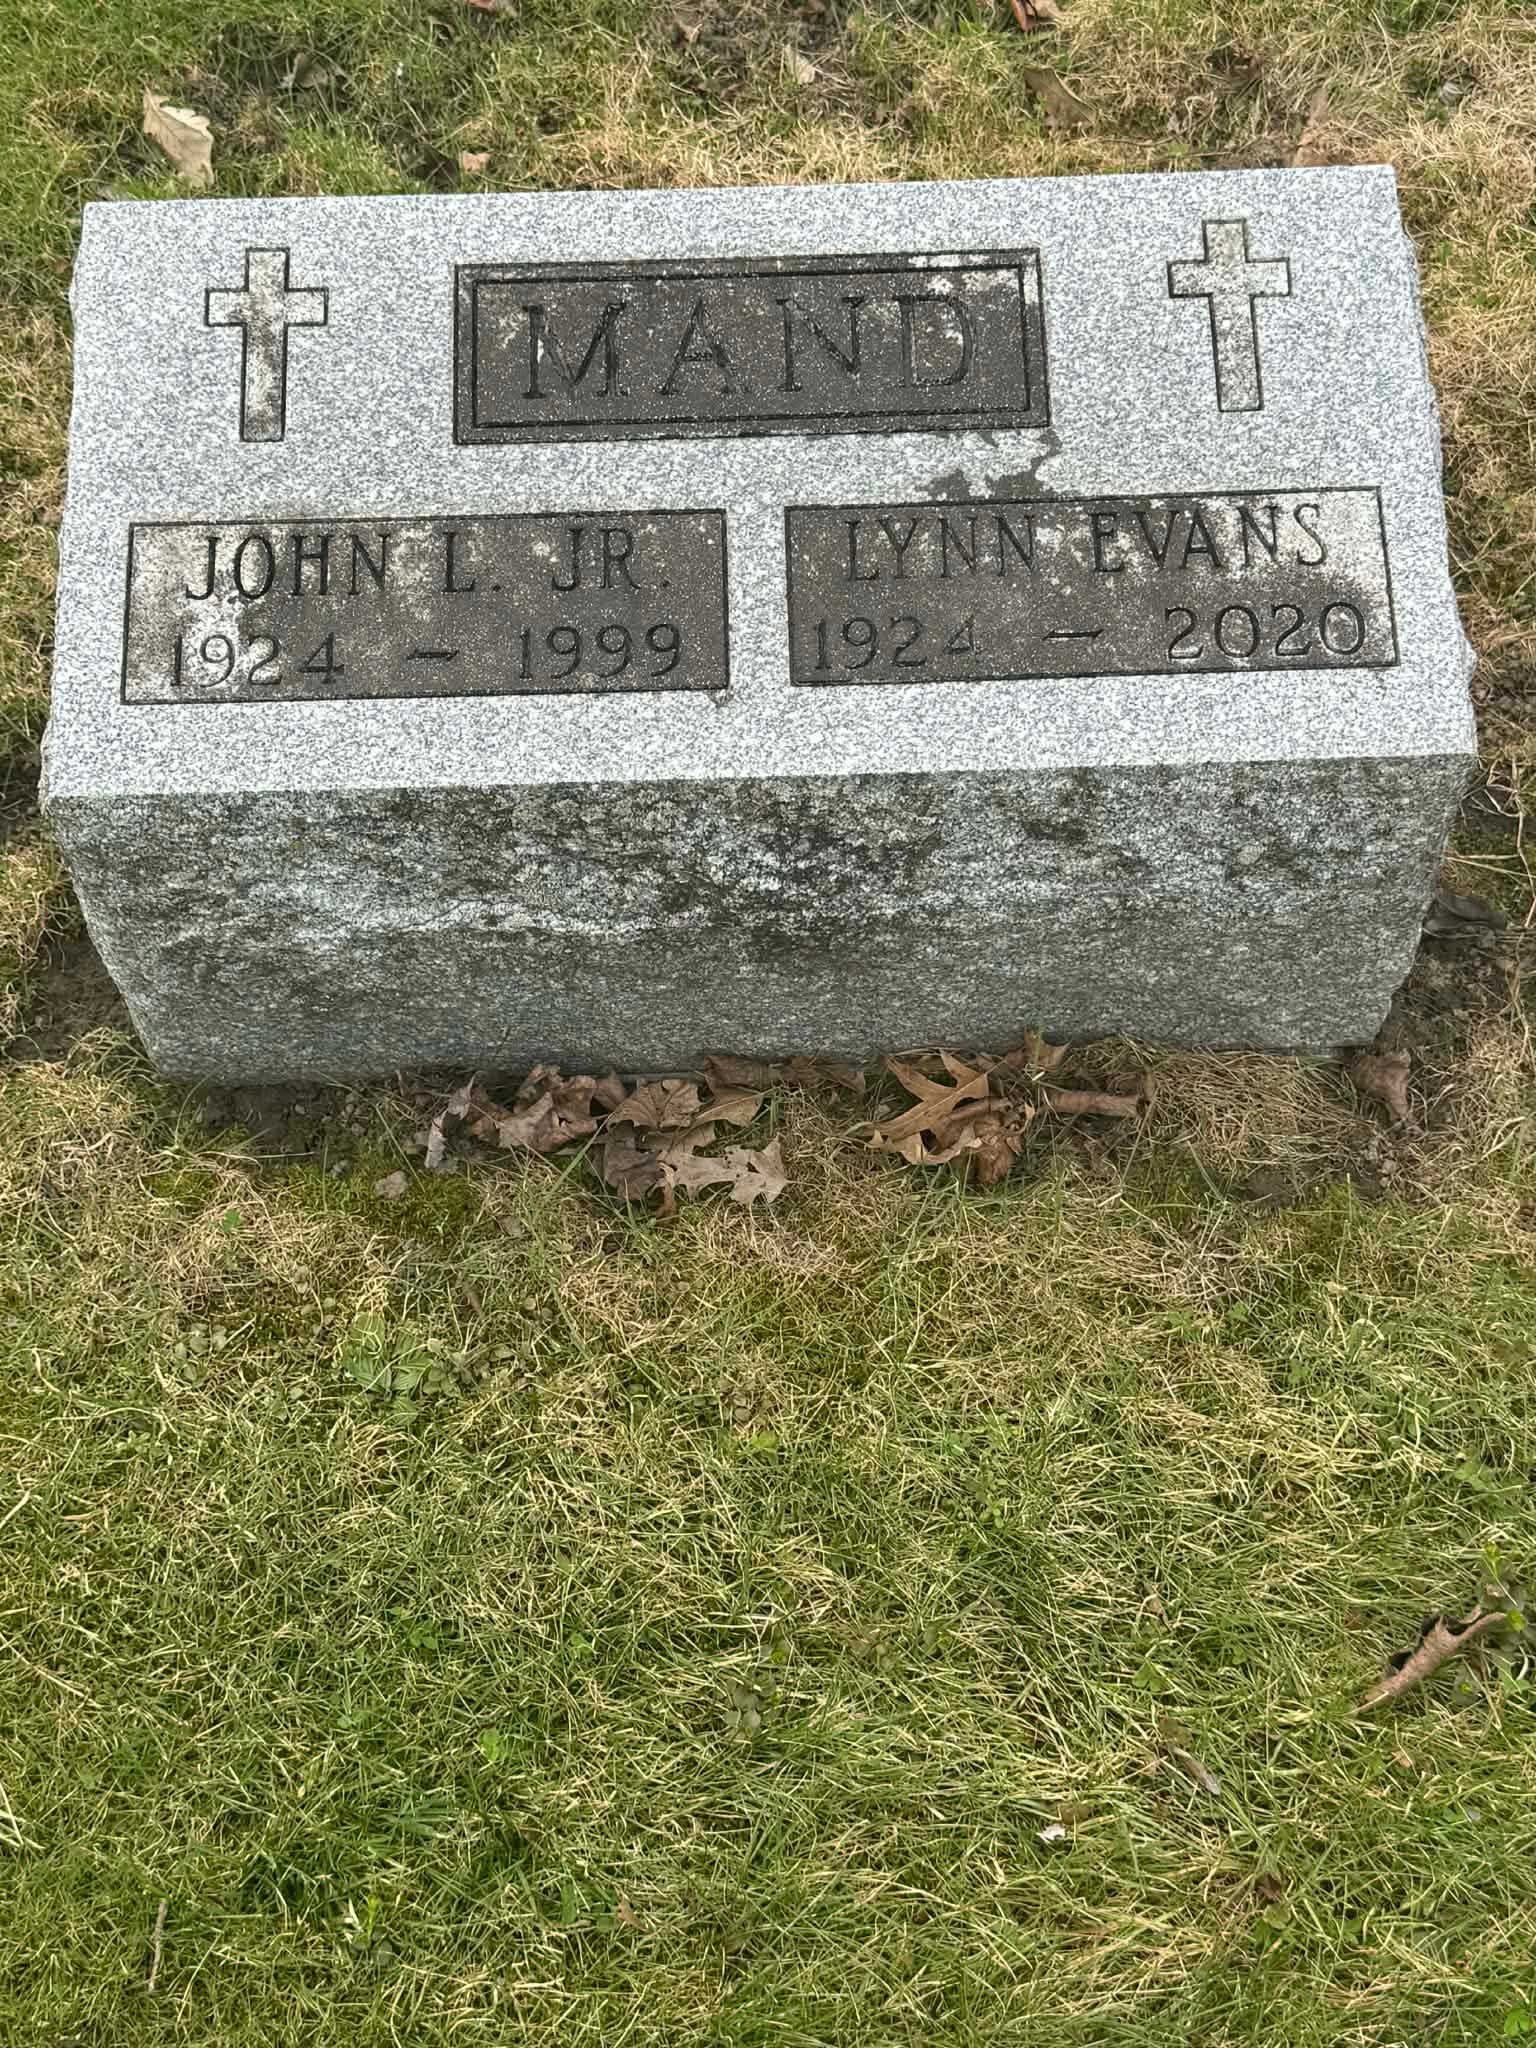 MAND
JOHN L. JR.
1924 – 1999
LYNN EVANS
1924 – 2020